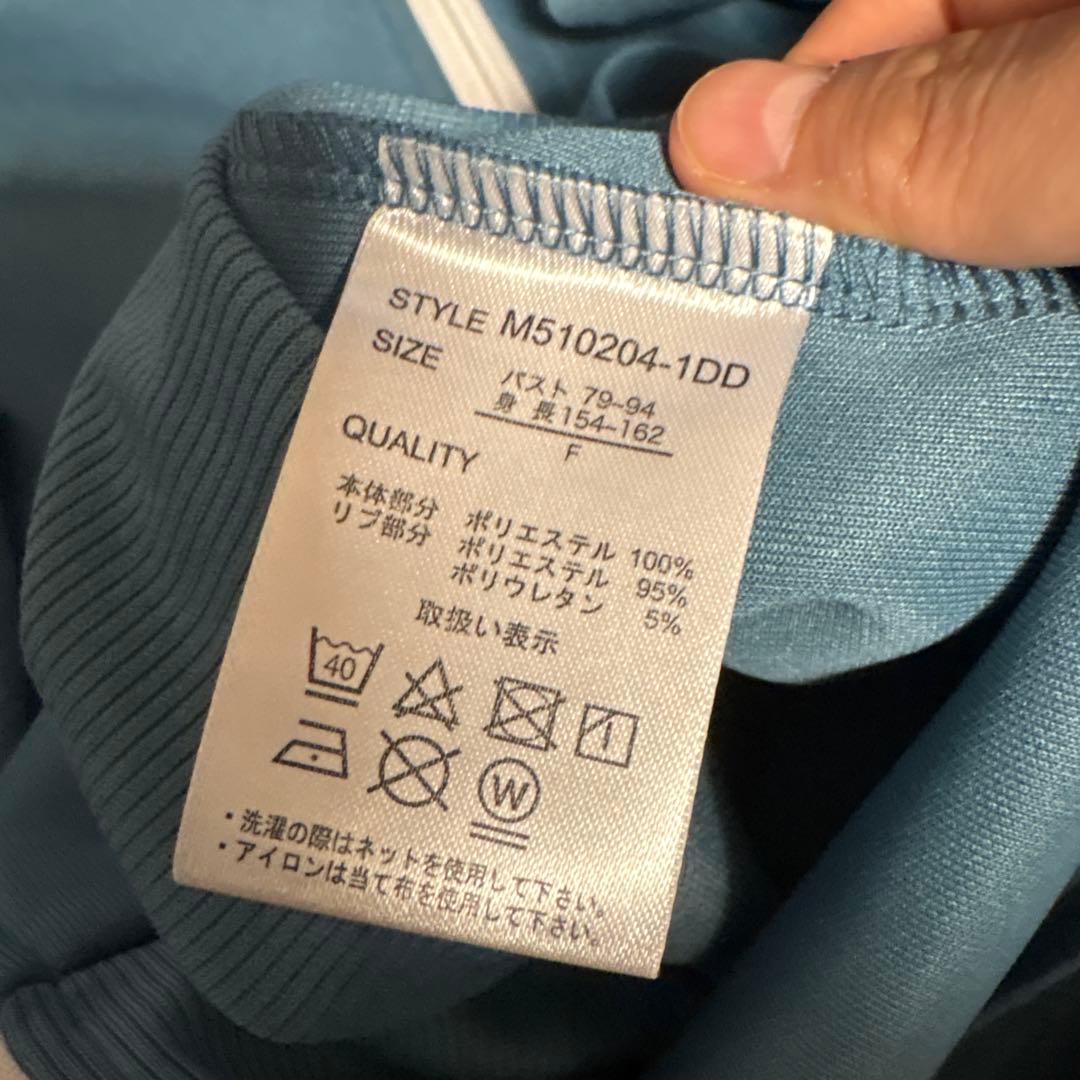 STYLE M510204-1DD
SIZE
バスト 79-94
身 長154-162
F
QUALITY
本体部分 ポリエステル 100%
リブ部分 ポリエステル 95%
ポリウレタン 5%
取扱い表示
40
1
W
・洗濯の際はネットを使用して下さい。
・アイロンは当て布を使用して下さい。